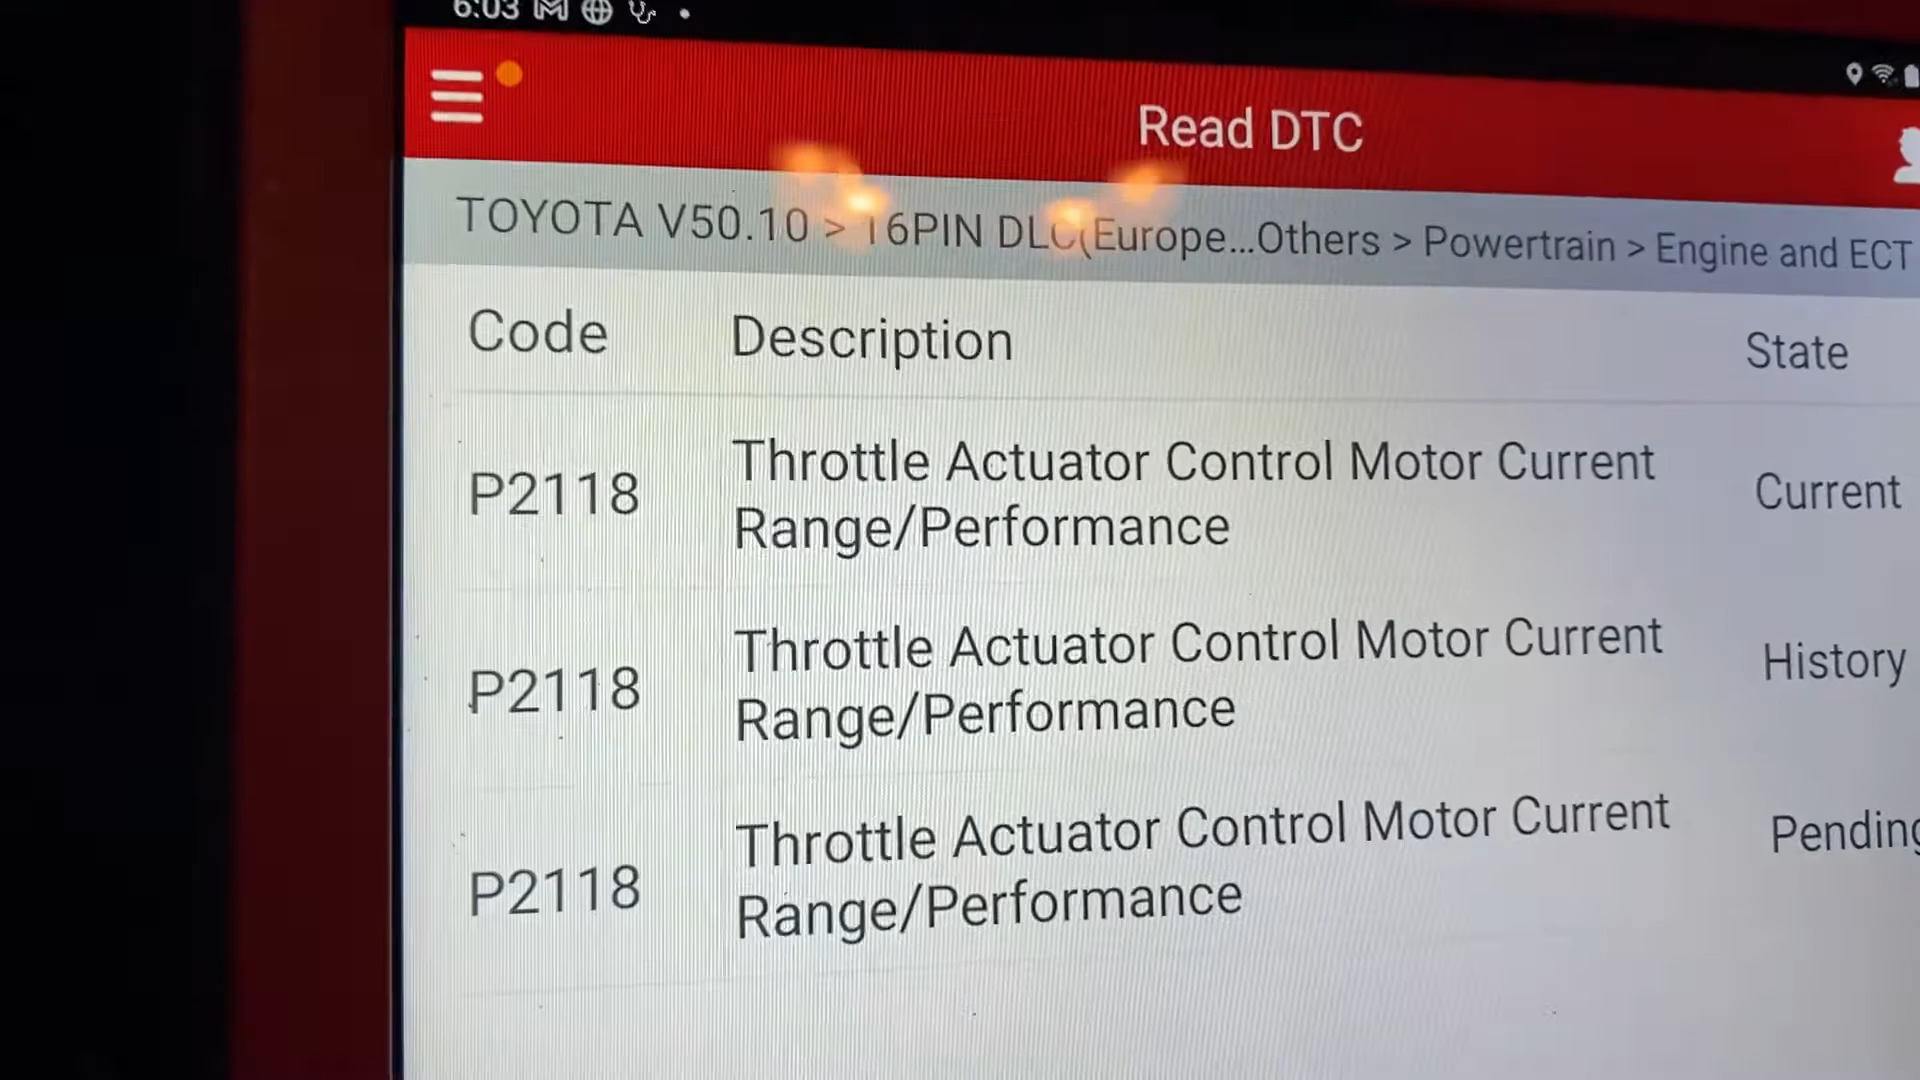 6:03
Read DTC
TOYOTA V50.10 > 16PIN DLC(Europe...Others > Powertrain > Engine and ECT
Code Description State
P2118 Throttle Actuator Control Motor Current Current
Range/Performance
P2118 Throttle Actuator Control Motor Current History
Range/Performance
P2118 Throttle Actuator Control Motor Current Pending
Range/Performance